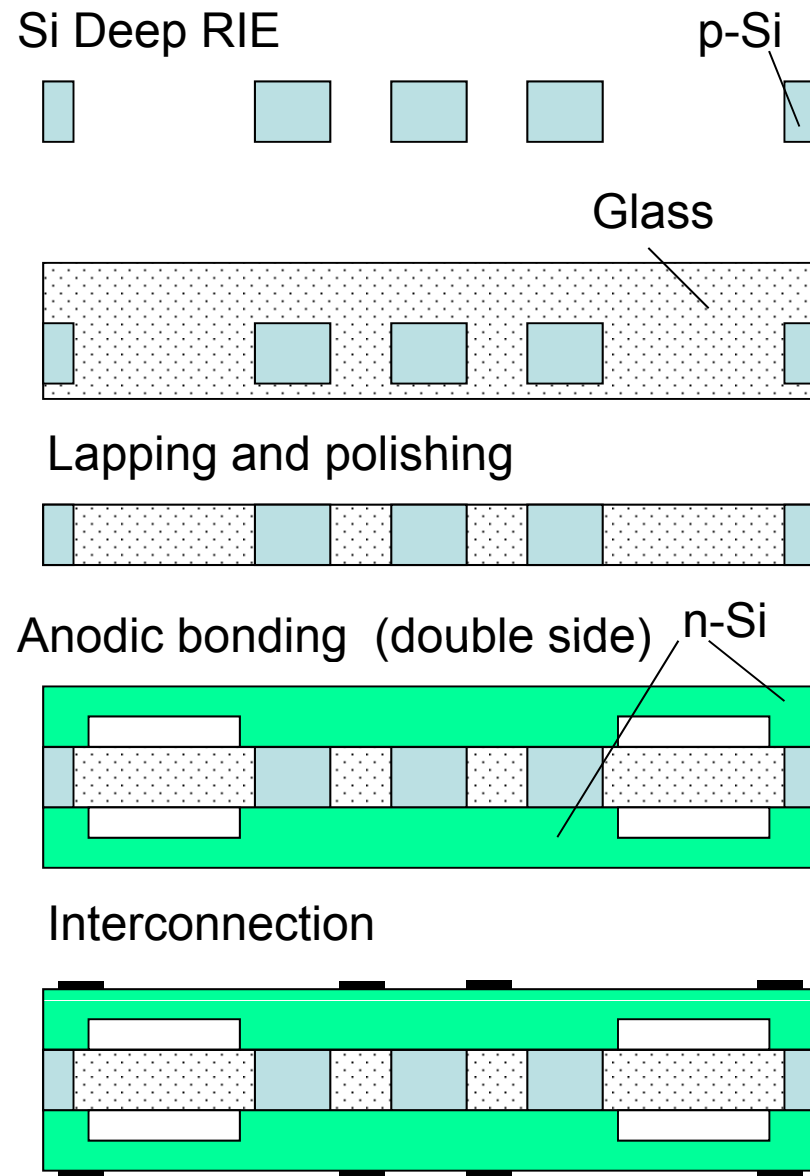 Si Deep RIE
p-Si
Glass
Lapping and polishing
Anodic bonding (double side)
n-Si
Interconnection